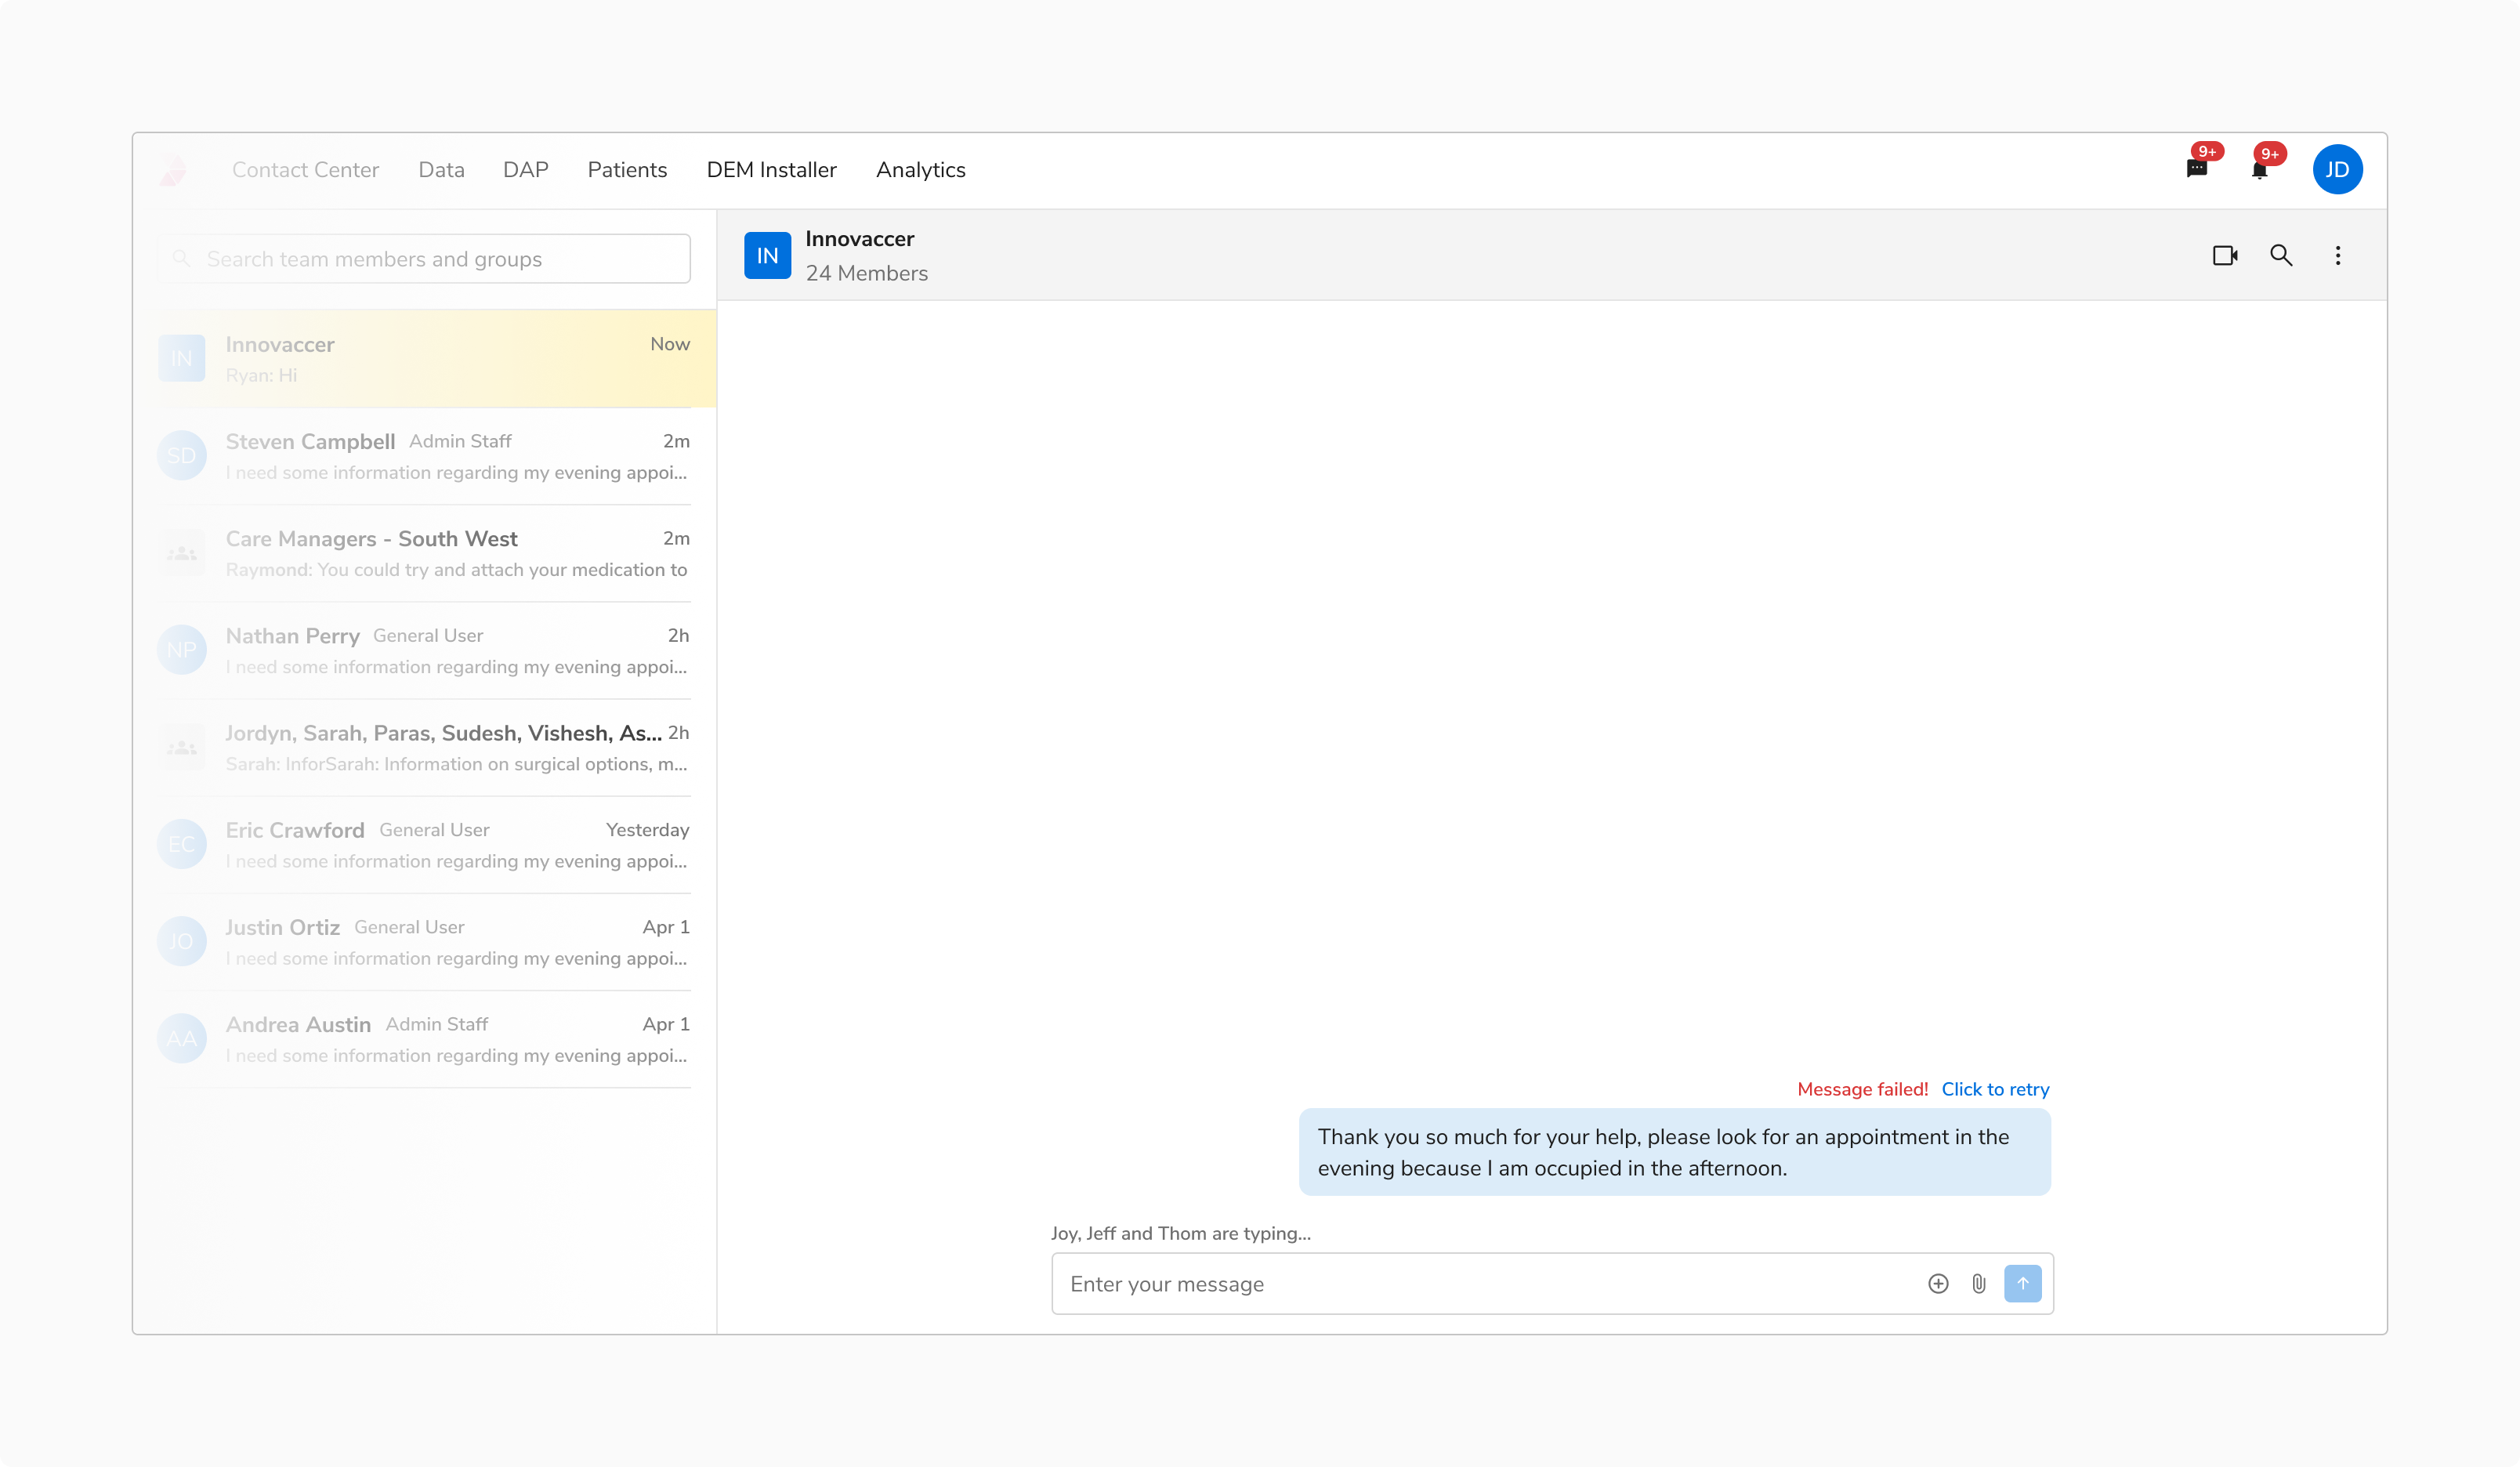 Contact Center Data DAP Patients DEM Installer Analytics
9+ 9+ JD
Search team members and groups
IN Innovaccer Now
Ryan: Hi
SD Steven Campbell Admin Staff 2m
I need some information regarding my evening appoi...
Care Managers - South West 2m
Raymond: You could try and attach your medication to
NP Nathan Perry General User 2h
I need some information regarding my evening appoi...
Jordyn, Sarah, Paras, Sudesh, Vishesh, As... 2h
Sarah: InforSarah: Information on surgical options, m...
EC Eric Crawford General User Yesterday
I need some information regarding my evening appoi...
JO Justin Ortiz General User Apr 1
I need some information regarding my evening appoi...
AA Andrea Austin Admin Staff Apr 1
I need some information regarding my evening appoi...
IN Innovaccer
24 Members
Message failed! Click to retry
Thank you so much for your help, please look for an appointment in the
evening because I am occupied in the afternoon.
Joy, Jeff and Thom are typing...
Enter your message